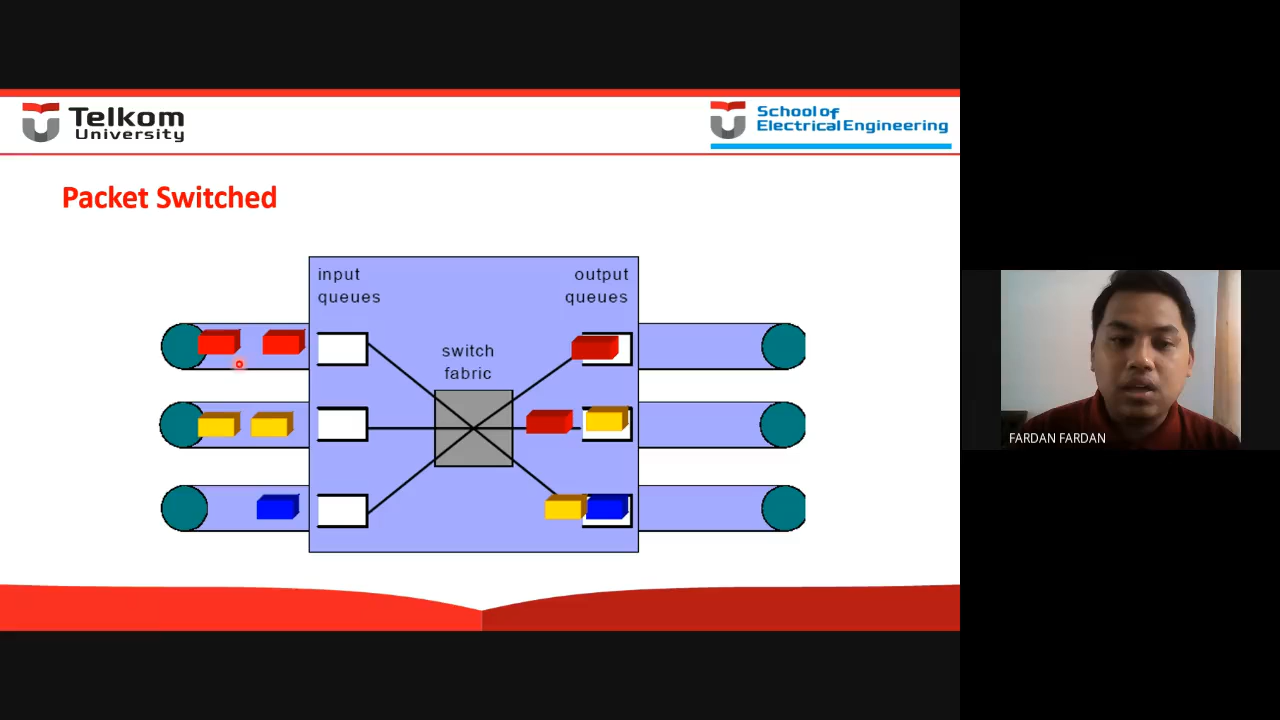 Telkom
University
School of
Electrical Engineering
Packet Switched
input
queues
output
queues
switch
fabric
FARDAN FARDAN